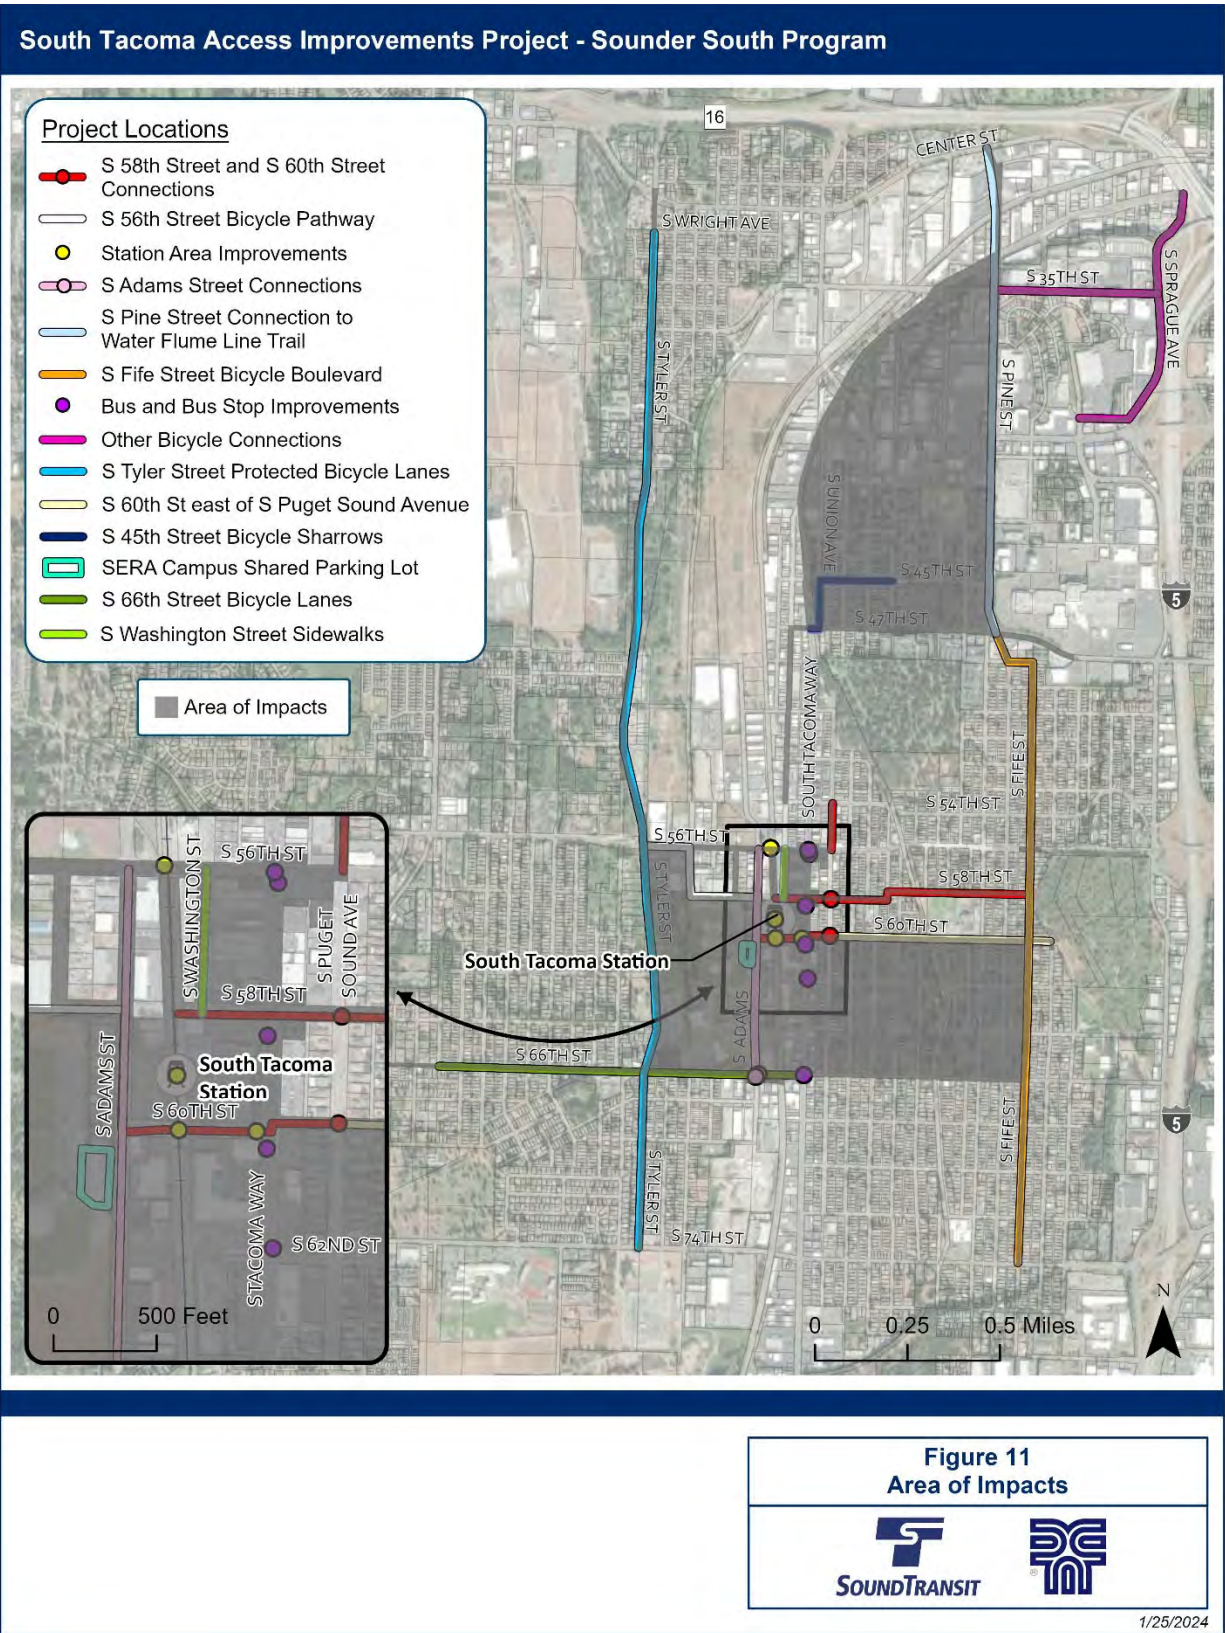 South Tacoma Access Improvements Project - Sounder South Program
Project Locations
S 58th Street and S 60th Street
Connections
S 56th Street Bicycle Pathway
Station Area Improvements
S Adams Street Connections
S Pine Street Connection to
Water Flume Line Trail
S Fife Street Bicycle Boulevard
Bus and Bus Stop Improvements
Other Bicycle Connections
S Tyler Street Protected Bicycle Lanes
S 60th St east of S Puget Sound Avenue
S 45th Street Bicycle Sharrows
SERA Campus Shared Parking Lot
S 66th Street Bicycle Lanes
S Washington Street Sidewalks
Area of Impacts
16
CENTER ST
S WRIGHT AVE
S 35TH ST
S SPRAGUE AVE
S TYLER ST
S PINE ST
S UNION AVE
S 45TH ST
S 47TH ST
5
SOUTH TACOMA WAY
S FIFE ST
S 54TH ST
S 56TH ST
S TYLER ST
S 58TH ST
S 60TH ST
South Tacoma Station
S ADAMS
S 66TH ST
5
S FIFE ST
S TYLER ST
S 74TH ST
S WASHINGTON ST
S 56TH ST
S PUGET
SOUND AVE
S 58TH ST
S ADAMS ST
South Tacoma
Station
S 60TH ST
S TACOMA WAY
S 62ND ST
0 500 Feet
0 0.25 0.5 Miles
N
Figure 11
Area of Impacts
SOUNDTRANSIT
®
1/25/2024